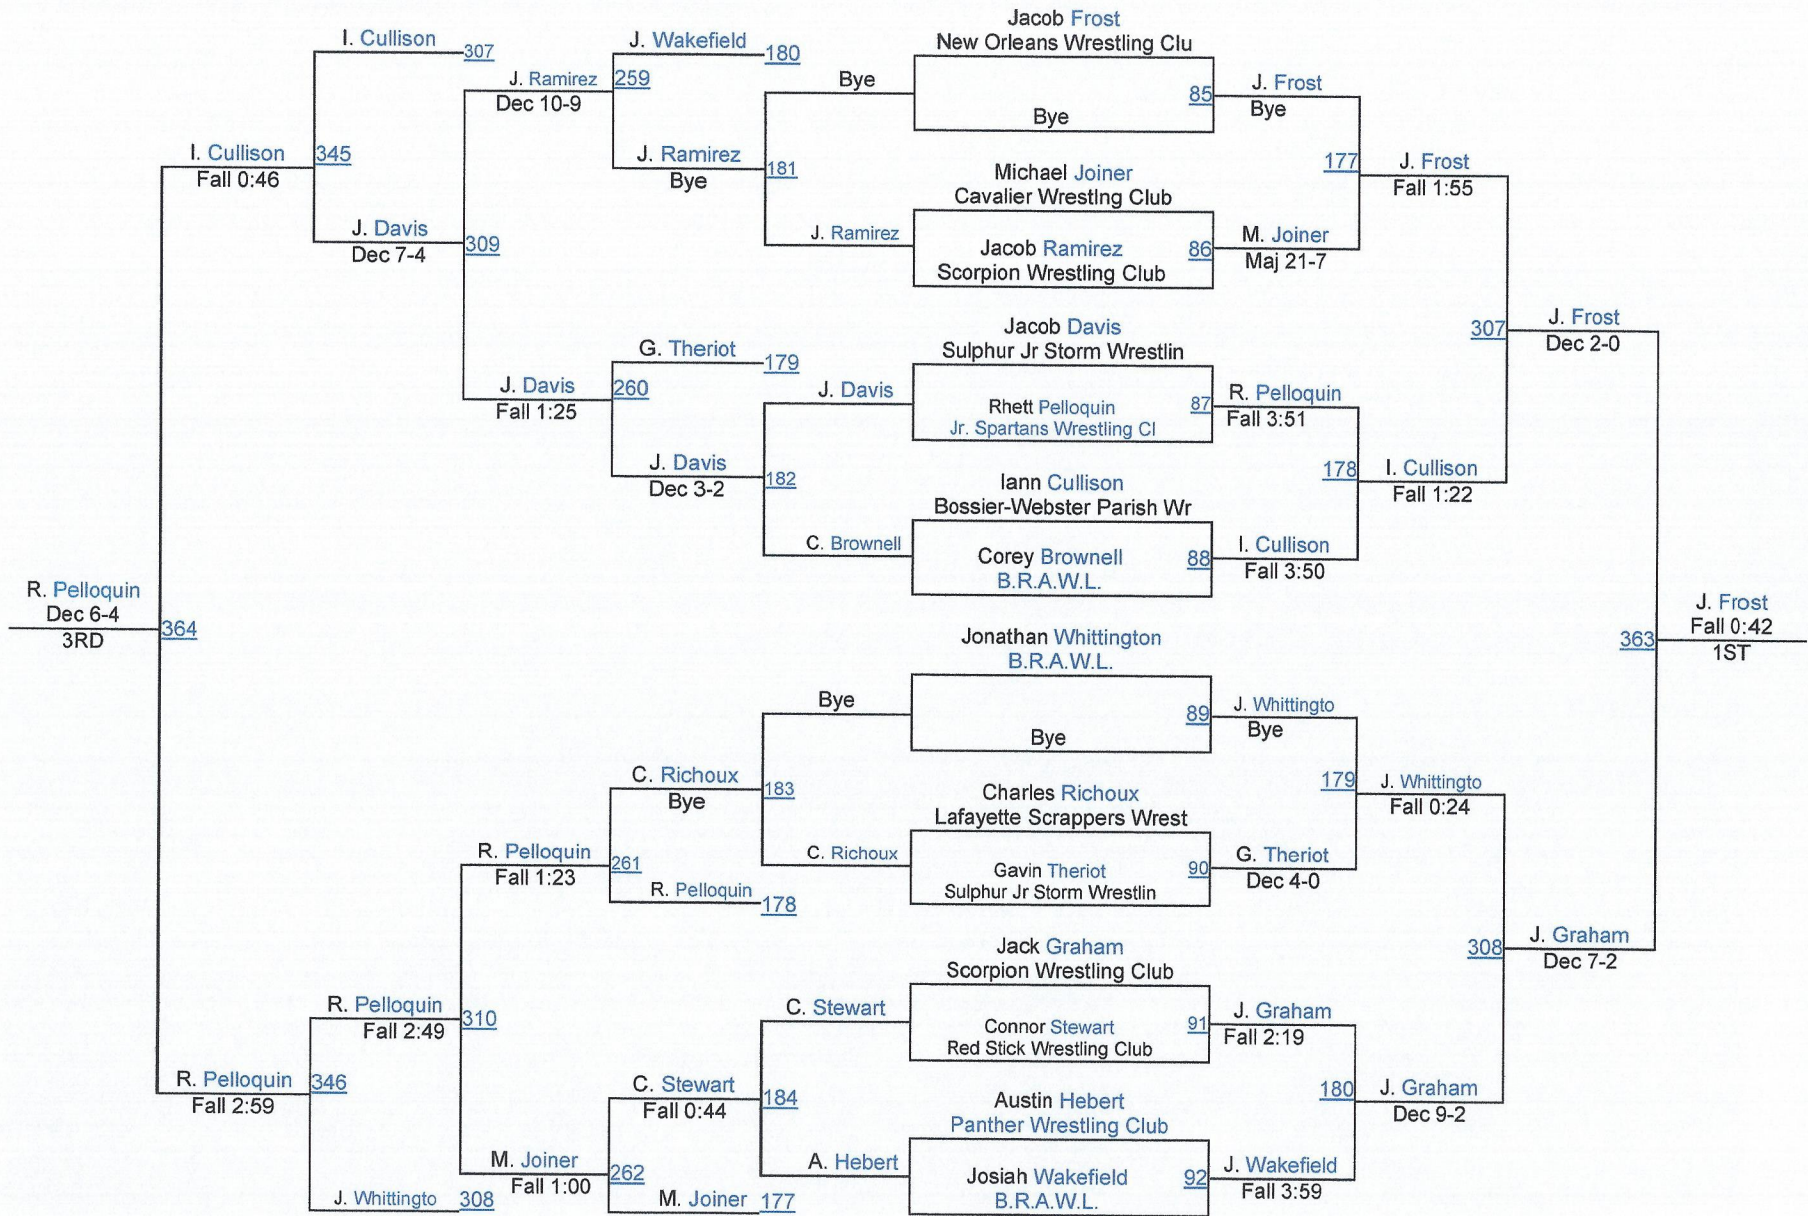 Jacob Frost
New Orleans Wrestling Clu
Bye
Michael Joiner
Cavalier Wrestlng Club
Jacob Ramirez
Scorpion Wrestling Club
Jacob Davis
Sulphur Jr Storm Wrestlin
Rhett Pelloquin
Jr. Spartans Wrestling Cl
Iann Cullison
Bossier-Webster Parish Wr
Corey Brownell
B.R.A.W.L.
Jonathan Whittington
B.R.A.W.L.
Bye
Charles Richoux
Lafayette Scrappers Wrest
Gavin Theriot
Sulphur Jr Storm Wrestlin
Jack Graham
Scorpion Wrestling Club
Connor Stewart
Red Stick Wrestling Club
Austin Hebert
Panther Wrestling Club
Josiah Wakefield
B.R.A.W.L.
85
J. Frost
Bye
86
M. Joiner
Maj 21-7
87
R. Pelloquin
Fall 3:51
88
I. Cullison
Fall 3:50
89
J. Whittingto
Bye
90
G. Theriot
Dec 4-0
91
J. Graham
Fall 2:19
92
J. Wakefield
Fall 3:59
177
J. Frost
Fall 1:55
178
I. Cullison
Fall 1:22
179
J. Whittingto
Fall 0:24
180
J. Graham
Dec 9-2
307
J. Frost
Dec 2-0
308
J. Graham
Dec 7-2
363
J. Frost
Fall 0:42
1ST
Bye
J. Ramirez
J. Davis
C. Brownell
Bye
C. Richoux
C. Stewart
A. Hebert
J. Wakefield
180
181
J. Ramirez
Bye
G. Theriot
179
182
J. Davis
Dec 3-2
183
C. Richoux
Bye
R. Pelloquin
178
184
C. Stewart
Fall 0:44
M. Joiner
177
259
J. Ramirez
Dec 10-9
260
J. Davis
Fall 1:25
261
R. Pelloquin
Fall 1:23
262
M. Joiner
Fall 1:00
I. Cullison
307
309
J. Davis
Dec 7-4
310
R. Pelloquin
Fall 2:49
J. Whittingto
308
345
I. Cullison
Fall 0:46
346
R. Pelloquin
Fall 2:59
364
R. Pelloquin
Dec 6-4
3RD